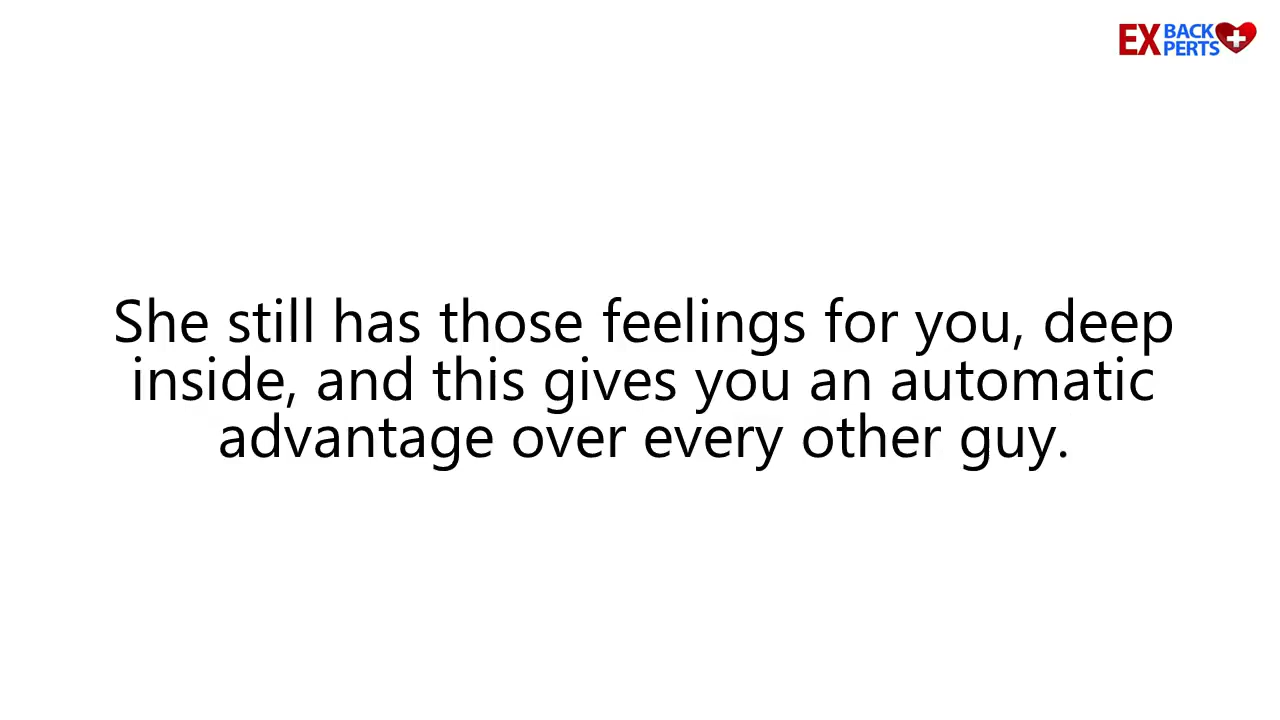 EX BACK
PERTS
She still has those feelings for you, deep
inside, and this gives you an automatic
advantage over every other guy.